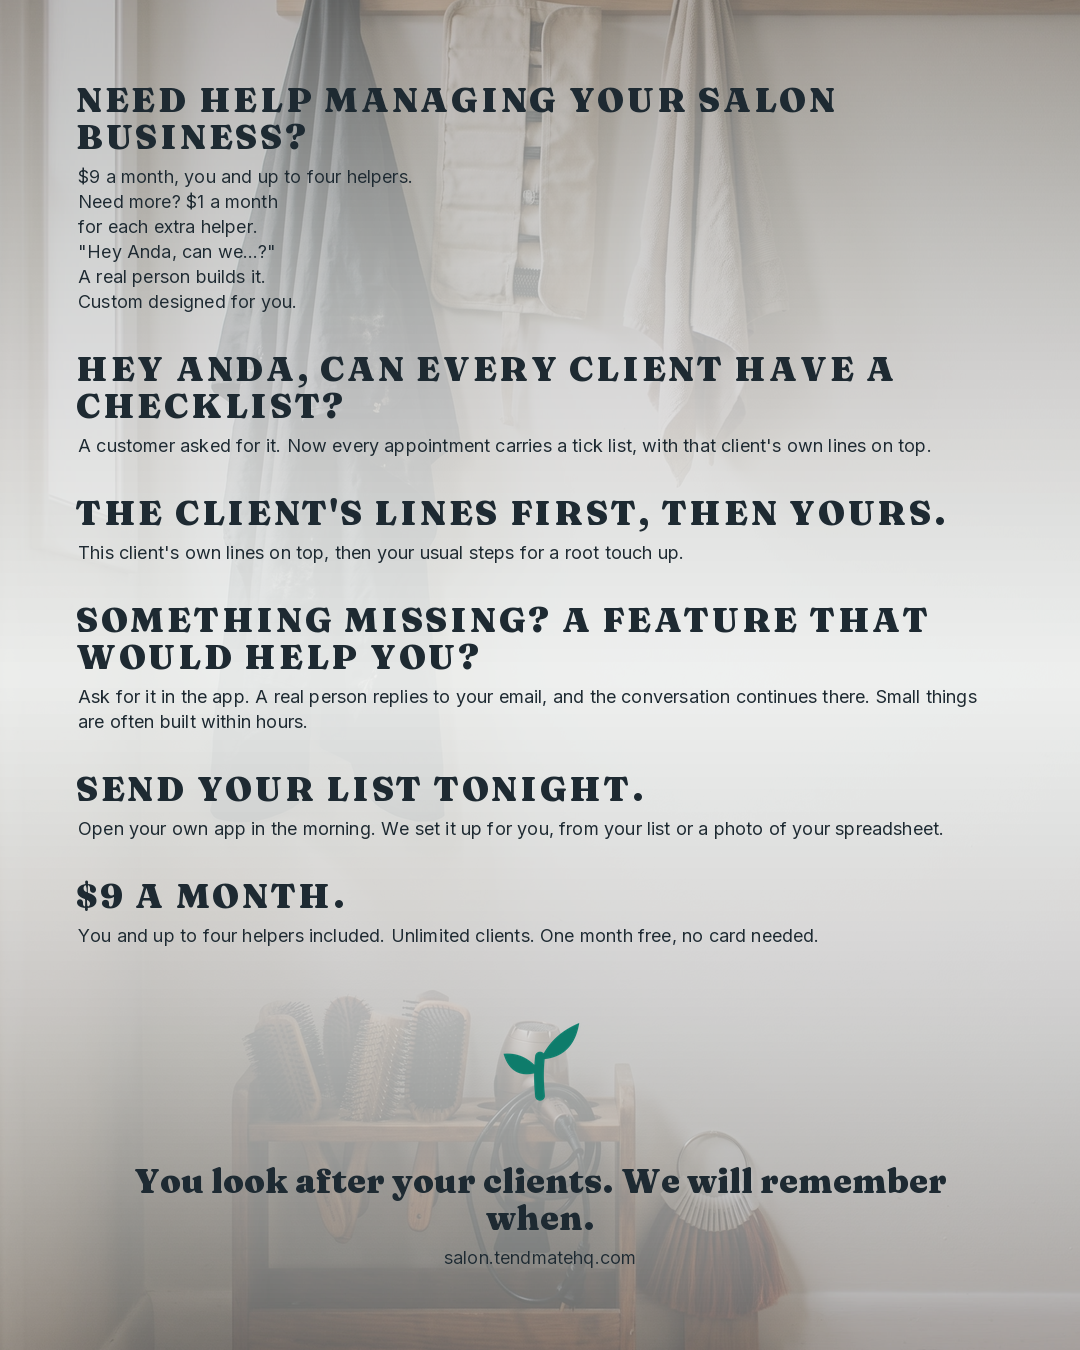 NEED HELP MANAGING YOUR SALON
BUSINESS?
$9 a month, you and up to four helpers.
Need more? $1 a month
for each extra helper.
"Hey Anda, can we...?"
A real person builds it.
Custom designed for you.
HEY ANDA, CAN EVERY CLIENT HAVE A
CHECKLIST?
A customer asked for it. Now every appointment carries a tick list, with that client's own lines on top.
THE CLIENT'S LINES FIRST, THEN YOURS.
This client's own lines on top, then your usual steps for a root touch up.
SOMETHING MISSING? A FEATURE THAT
WOULD HELP YOU?
Ask for it in the app. A real person replies to your email, and the conversation continues there. Small things
are often built within hours.
SEND YOUR LIST TONIGHT.
Open your own app in the morning. We set it up for you, from your list or a photo of your spreadsheet.
$9 A MONTH.
You and up to four helpers included. Unlimited clients. One month free, no card needed.
You look after your clients. We will remember
when.
salon.tendmatehq.com